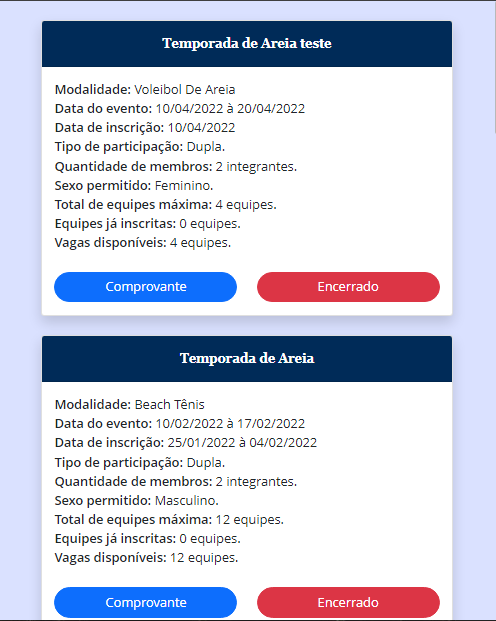 Temporada de Areia teste
Modalidade: Voleibol De Areia
Data do evento: 10/04/2022 à 20/04/2022
Data de inscrição: 10/04/2022
Tipo de participação: Dupla.
Quantidade de membros: 2 integrantes.
Sexo permitido: Feminino.
Total de equipes máxima: 4 equipes.
Equipes já inscritas: 0 equipes.
Vagas disponíveis: 4 equipes.
Comprovante Encerrado
Temporada de Areia
Modalidade: Beach Tênis
Data do evento: 10/02/2022 à 17/02/2022
Data de inscrição: 25/01/2022 à 04/02/2022
Tipo de participação: Dupla.
Quantidade de membros: 2 integrantes.
Sexo permitido: Masculino.
Total de equipes máxima: 12 equipes.
Equipes já inscritas: 0 equipes.
Vagas disponíveis: 12 equipes.
Comprovante Encerrado